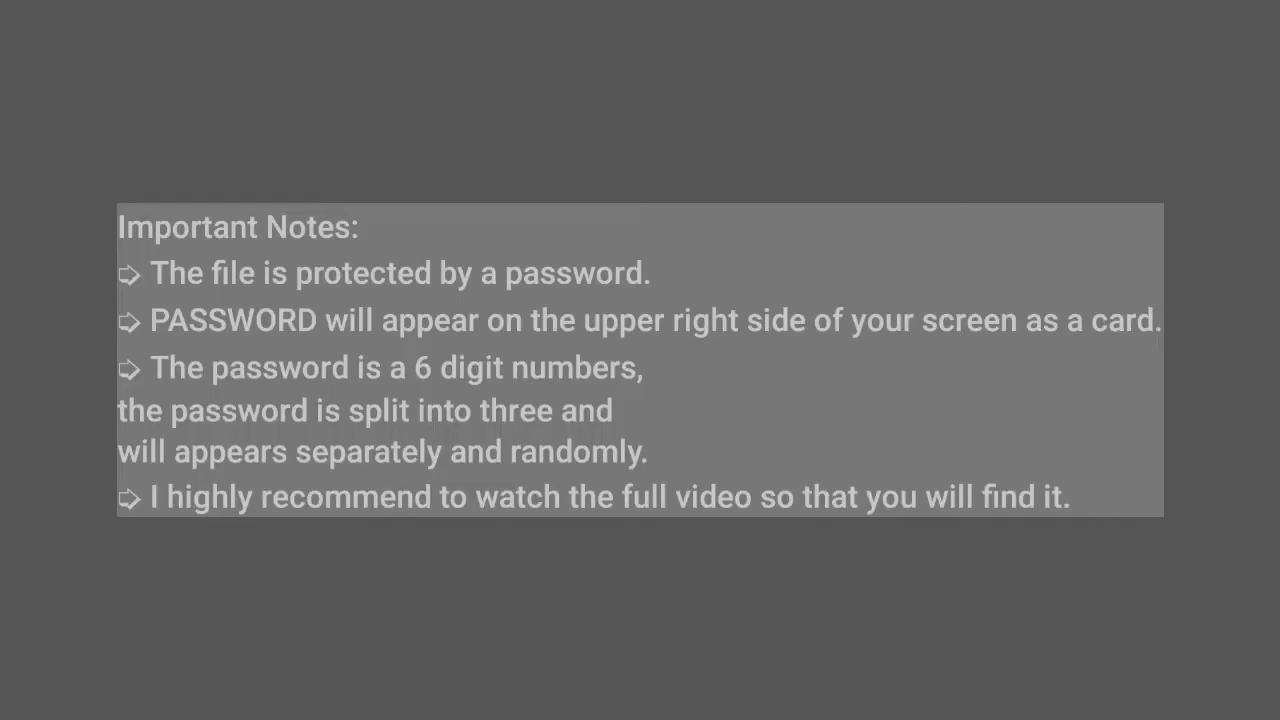 Important Notes:
➩ The file is protected by a password.
➩ PASSWORD will appear on the upper right side of your screen as a card.
➩ The password is a 6 digit numbers,
the password is split into three and
will appears separately and randomly.
➩ I highly recommend to watch the full video so that you will find it.